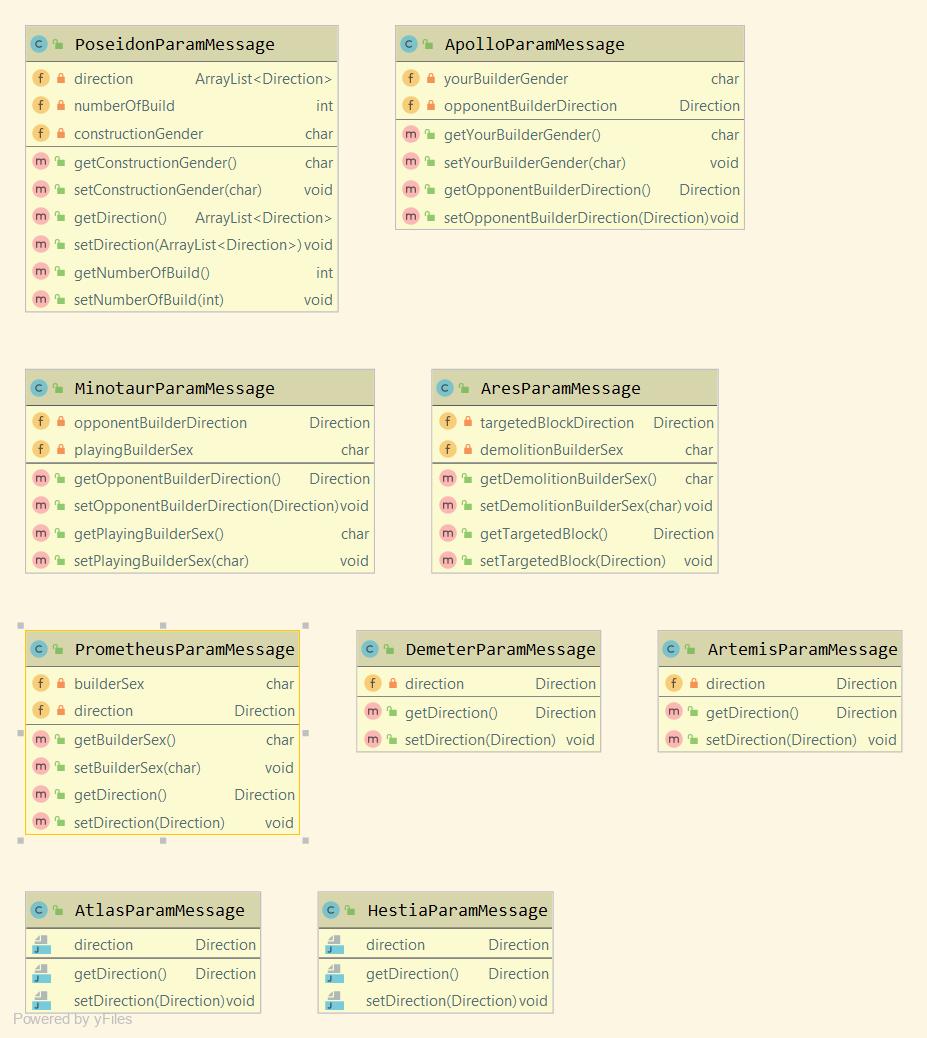 PoseidonParamMessage
direction ArrayList<Direction>
numberOfBuild int
constructionGender char
getConstructionGender() char
setConstructionGender(char) void
getDirection() ArrayList<Direction>
setDirection(ArrayList<Direction>) void
getNumberOfBuild() int
setNumberOfBuild(int) void
ApolloParamMessage
yourBuilderGender char
opponentBuilderDirection Direction
getYourBuilderGender() char
setYourBuilderGender(char) void
getOpponentBuilderDirection() Direction
setOpponentBuilderDirection(Direction) void
MinotaurParamMessage
opponentBuilderDirection Direction
playingBuilderSex char
getOpponentBuilderDirection() Direction
setOpponentBuilderDirection(Direction) void
getPlayingBuilderSex() char
setPlayingBuilderSex(char) void
AresParamMessage
targetedBlockDirection Direction
demolitionBuilderSex char
getDemolitionBuilderSex() char
setDemolitionBuilderSex(char) void
getTargetedBlock() Direction
setTargetedBlock(Direction) void
PrometheusParamMessage
builderSex char
direction Direction
getBuilderSex() char
setBuilderSex(char) void
getDirection() Direction
setDirection(Direction) void
DemeterParamMessage
direction Direction
getDirection() Direction
setDirection(Direction) void
ArtemisParamMessage
direction Direction
getDirection() Direction
setDirection(Direction) void
AtlasParamMessage
direction Direction
getDirection() Direction
setDirection(Direction) void
HestiaParamMessage
direction Direction
getDirection() Direction
setDirection(Direction) void
Powered by yFiles